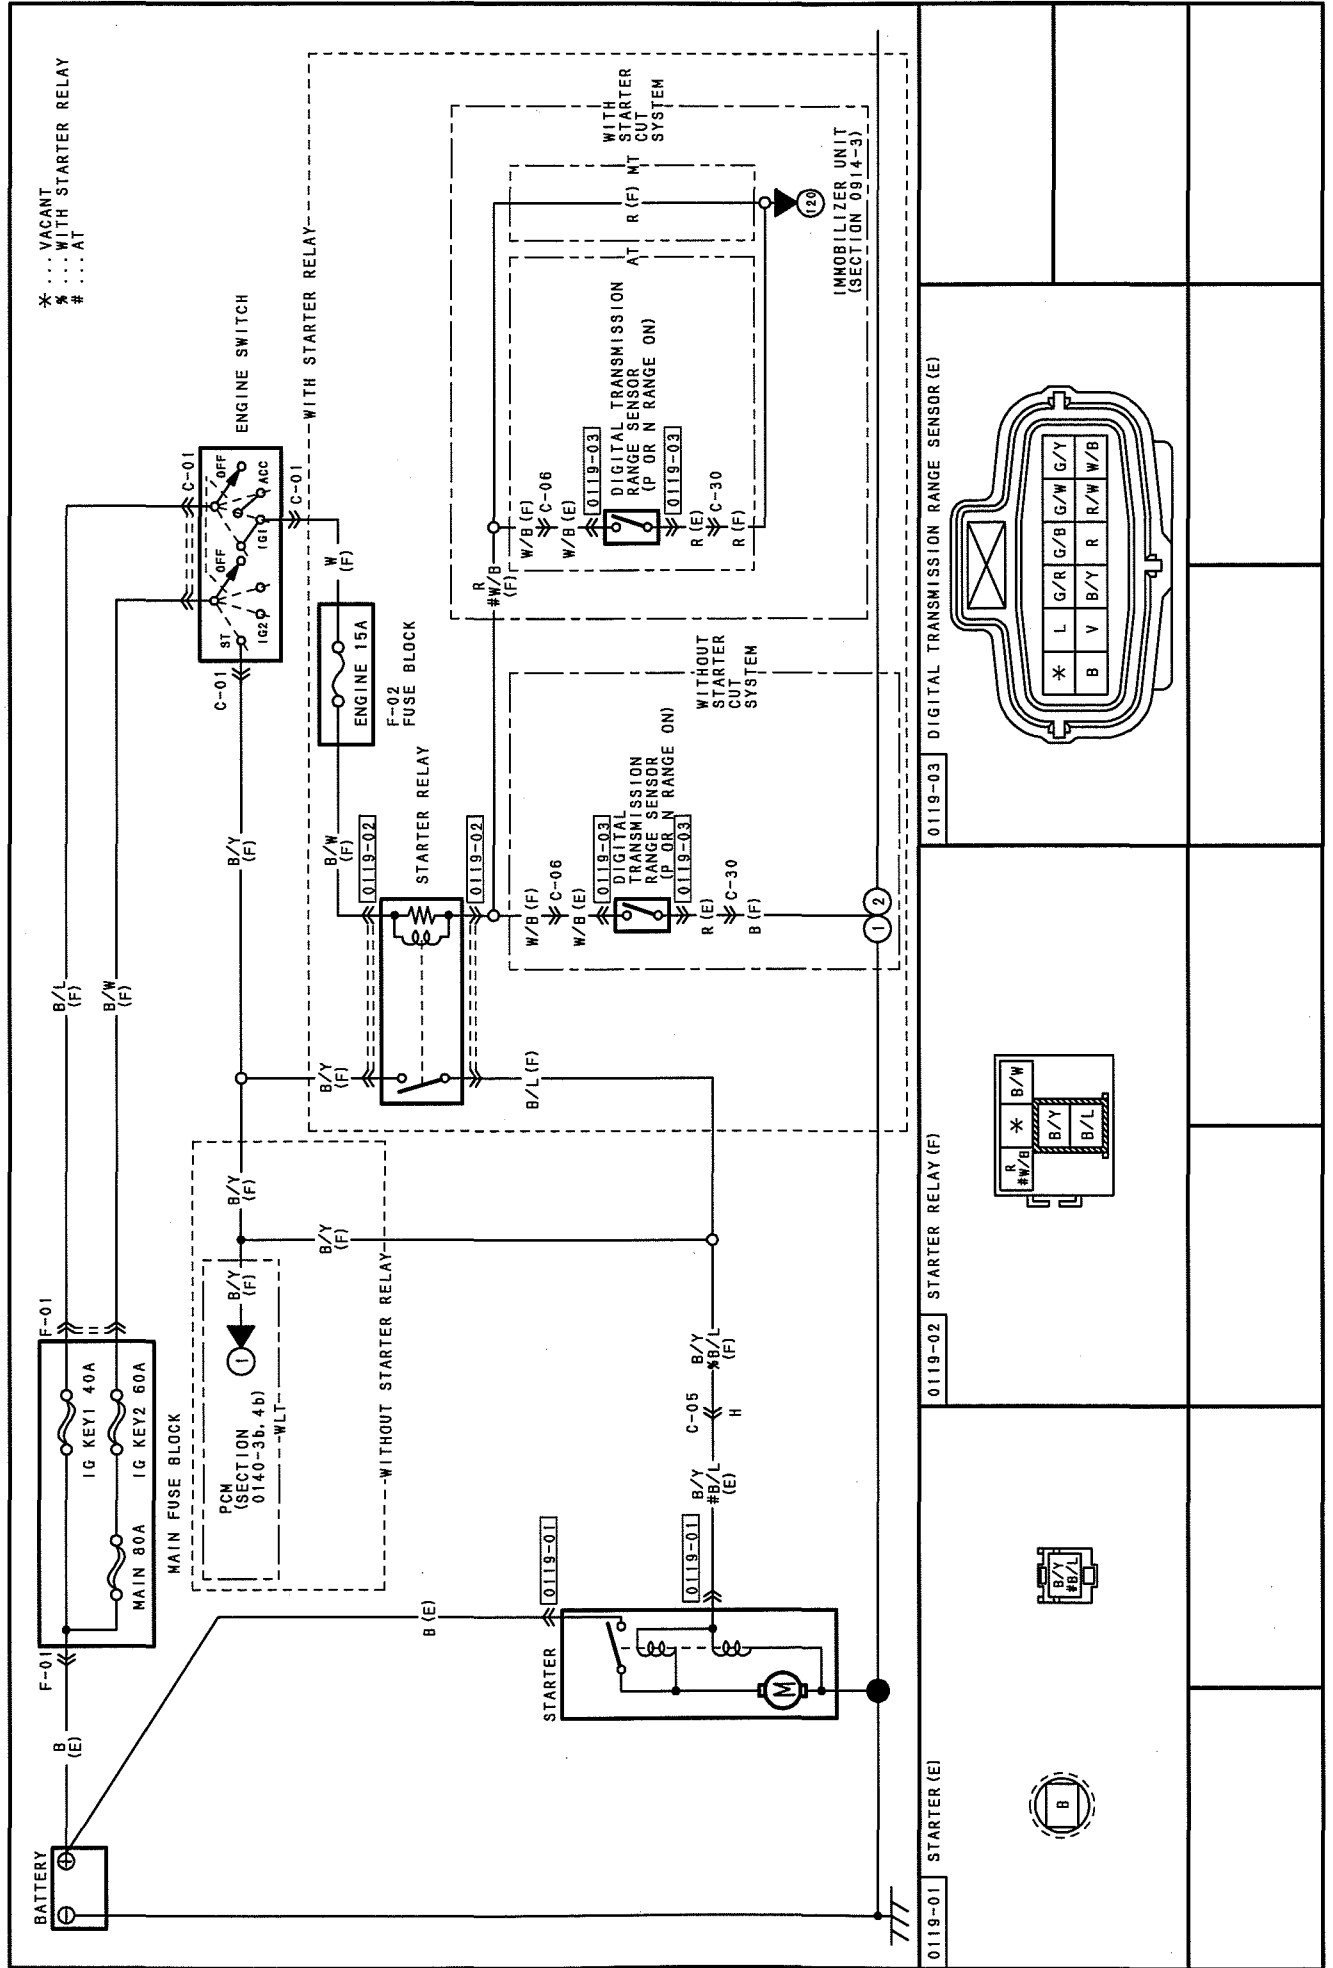 BATTERY
B
(E)
F-01
MAIN 80A
IG KEY1 40A
IG KEY2 60A
F-01
MAIN FUSE BLOCK
B/L
(F)
B/W
(F)
* ... VACANT
% ... WITH STARTER RELAY
# ... AT
C-01
ENGINE SWITCH
ST
IG2
OFF
IG1
ACC
OFF
C-01
C-01
B/Y
(F)
W
(F)
ENGINE 15A
F-02
FUSE BLOCK
B/W
(F)
WITH STARTER RELAY
PCM
(SECTION
0140-3b, 4b)
WLT
1
B/Y
(F)
B/Y
(F)
B/Y
(F)
WITHOUT STARTER RELAY
B/Y
(F)
0119-02
STARTER RELAY
0119-02
B/L (F)
R
#W/B
(F)
W/B (F)
C-06
W/B (E)
0119-03
DIGITAL
TRANSMISSION
RANGE SENSOR
(P OR N RANGE ON)
0119-03
R (E)
C-30
B (F)
WITHOUT
STARTER
CUT
SYSTEM
1
2
W/B (F)
C-06
W/B (E)
0119-03
DIGITAL TRANSMISSION
RANGE SENSOR
(P OR N RANGE ON)
0119-03
R (E)
C-30
R (F)
AT
R (F)
MT
WITH
STARTER
CUT
SYSTEM
120
IMMOBILIZER UNIT
(SECTION 0914-3)
B (E)
0119-01
STARTER
M
0119-01
B/Y
#B/L
(E)
C-05
H
B/Y
%B/L
(F)
0119-01 STARTER (E)
B
B/Y
#B/L
0119-02 STARTER RELAY (F)
R
#W/B
*
B/W
B/Y
B/L
0119-03 DIGITAL TRANSMISSION RANGE SENSOR (E)
* L G/R G/B G/W G/Y
B V B/Y R R/W W/B